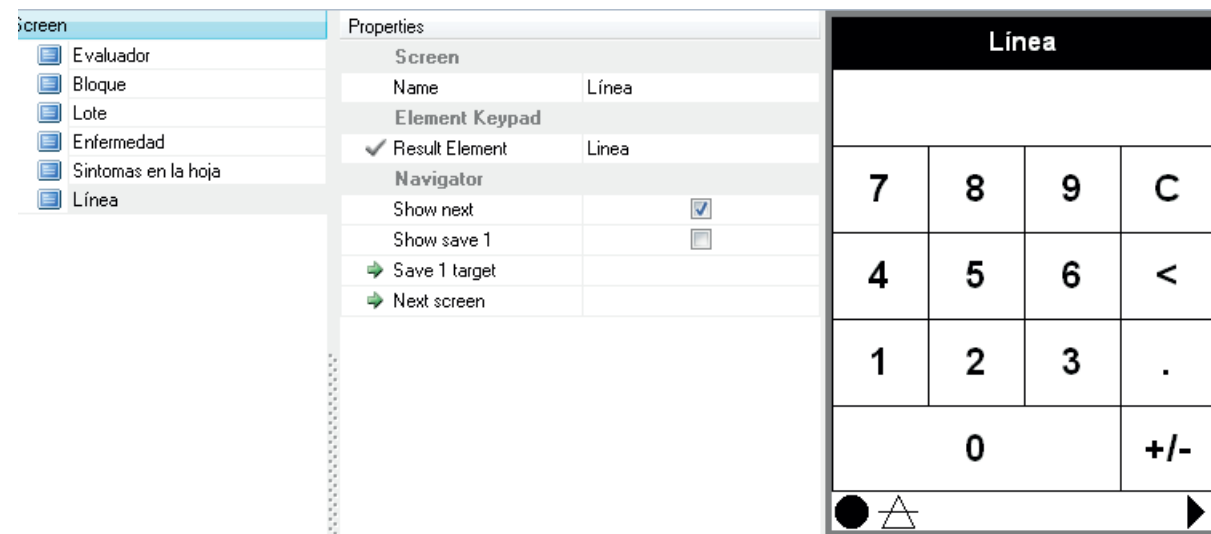 Screen
Evaluador
Bloque
Lote
Enfermedad
Sintomas en la hoja
Línea
Properties
Screen
Name Línea
Element Keypad
Result Element Linea
Navigator
Show next
Show save 1
Save 1 target
Next screen
Línea
7 8 9 C
4 5 6 <
1 2 3 .
0 +/-